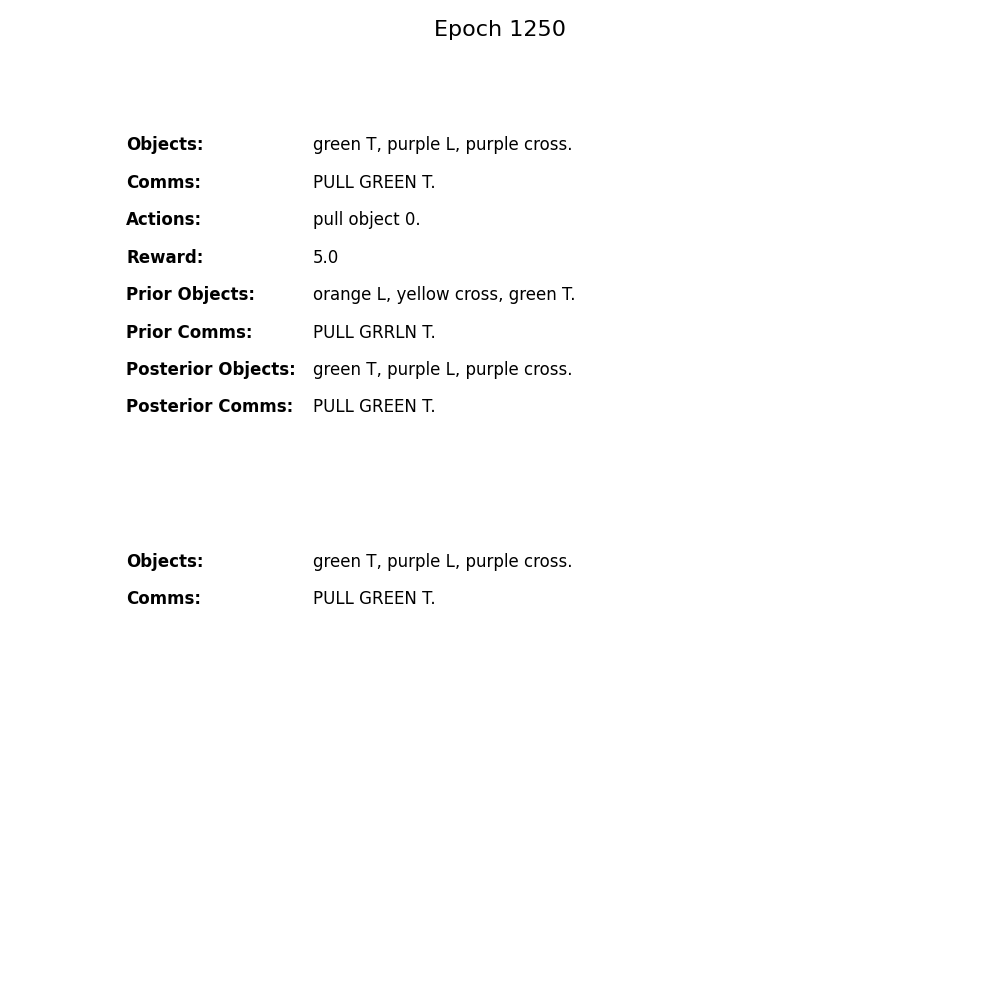 Epoch 1250
Objects: green T, purple L, purple cross.
Comms: PULL GREEN T.
Actions: pull object 0.
Reward: 5.0
Prior Objects: orange L, yellow cross, green T.
Prior Comms: PULL GRRLN T.
Posterior Objects: green T, purple L, purple cross.
Posterior Comms: PULL GREEN T.
Objects: green T, purple L, purple cross.
Comms: PULL GREEN T.